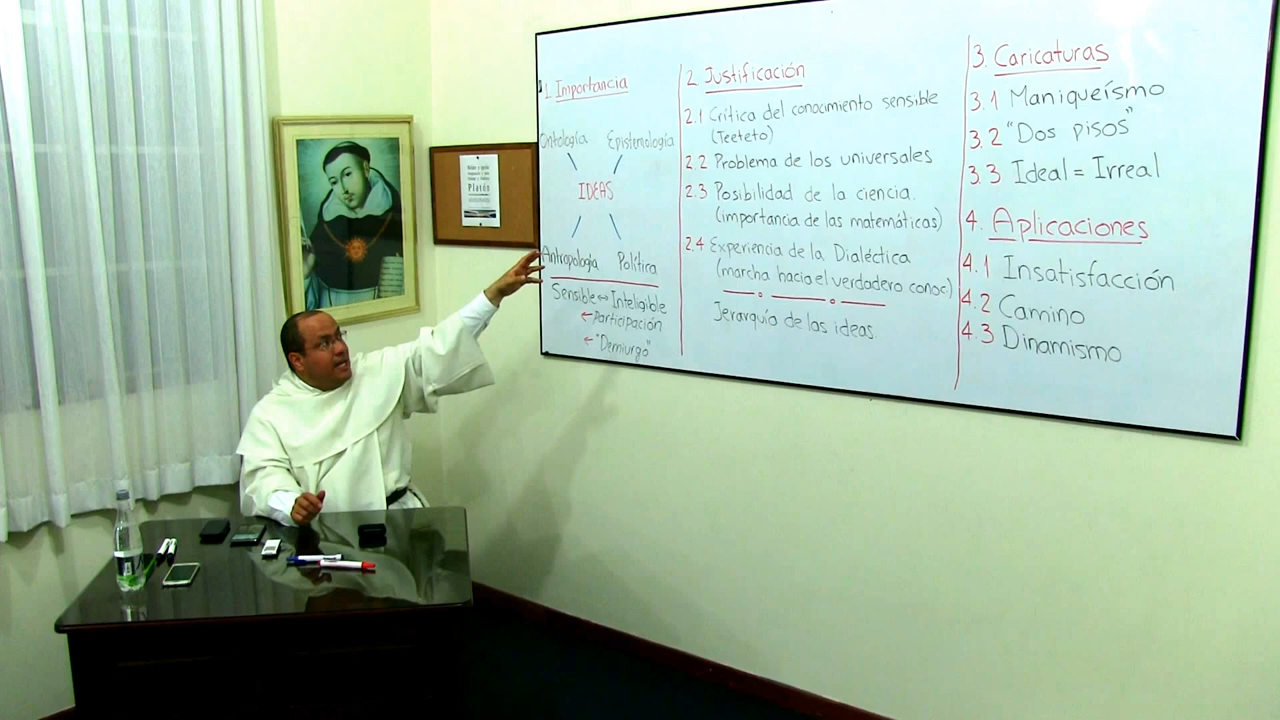 1. Importancia
Ontología Epistemología
IDEAS
Antropología Política
Sensible ↔ Inteligible
← Participación
← "Demiurgo"
2. Justificación
2.1 Crítica del conocimiento sensible
(Teeteto)
2.2 Problema de los universales
2.3 Posibilidad de la ciencia.
(importancia de las matemáticas)
2.4 Experiencia de la Dialéctica
(marcha hacia el verdadero conoc)
Jerarquía de las ideas.
3. Caricaturas
3.1 Maniqueísmo
3.2 "Dos pisos"
3.3 Ideal = Irreal
4. Aplicaciones
4.1 Insatisfacción
4.2 Camino
4.3 Dinamismo
Platón